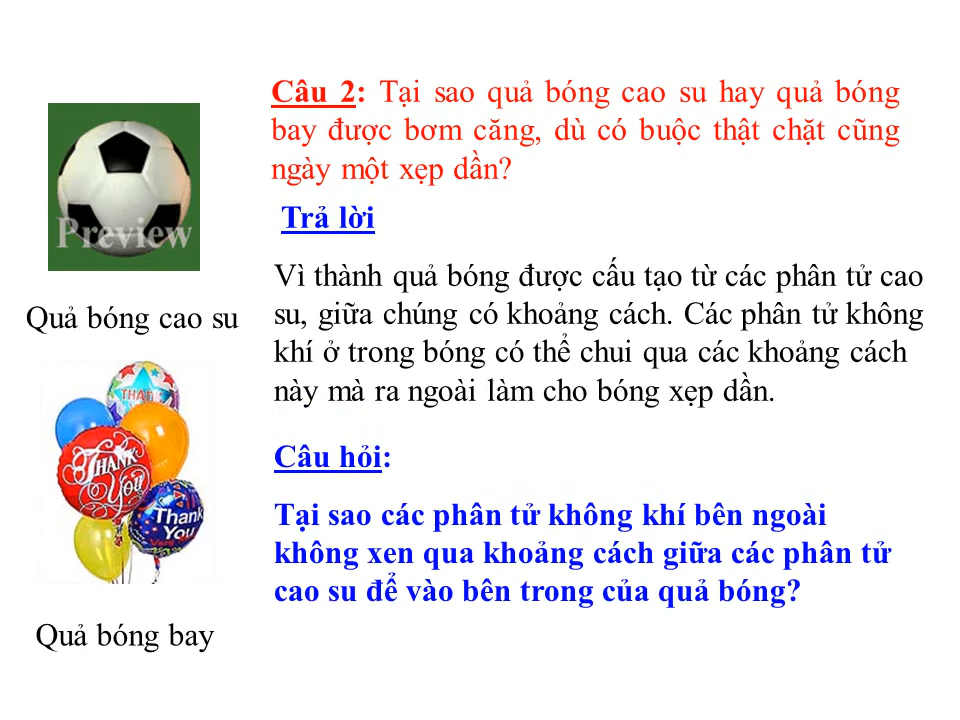 Câu 2: Tại sao quả bóng cao su hay quả bóng
bay được bơm căng, dù có buộc thật chặt cũng
ngày một xẹp dần?
Preview
Trả lời
Vì thành quả bóng được cấu tạo từ các phân tử cao
su, giữa chúng có khoảng cách. Các phân tử không
khí ở trong bóng có thể chui qua các khoảng cách
này mà ra ngoài làm cho bóng xẹp dần.
Quả bóng cao su
THANK
THANK
You
Thank
You
Câu hỏi:
Tại sao các phân tử không khí bên ngoài
không xen qua khoảng cách giữa các phân tử
cao su để vào bên trong của quả bóng?
Quả bóng bay